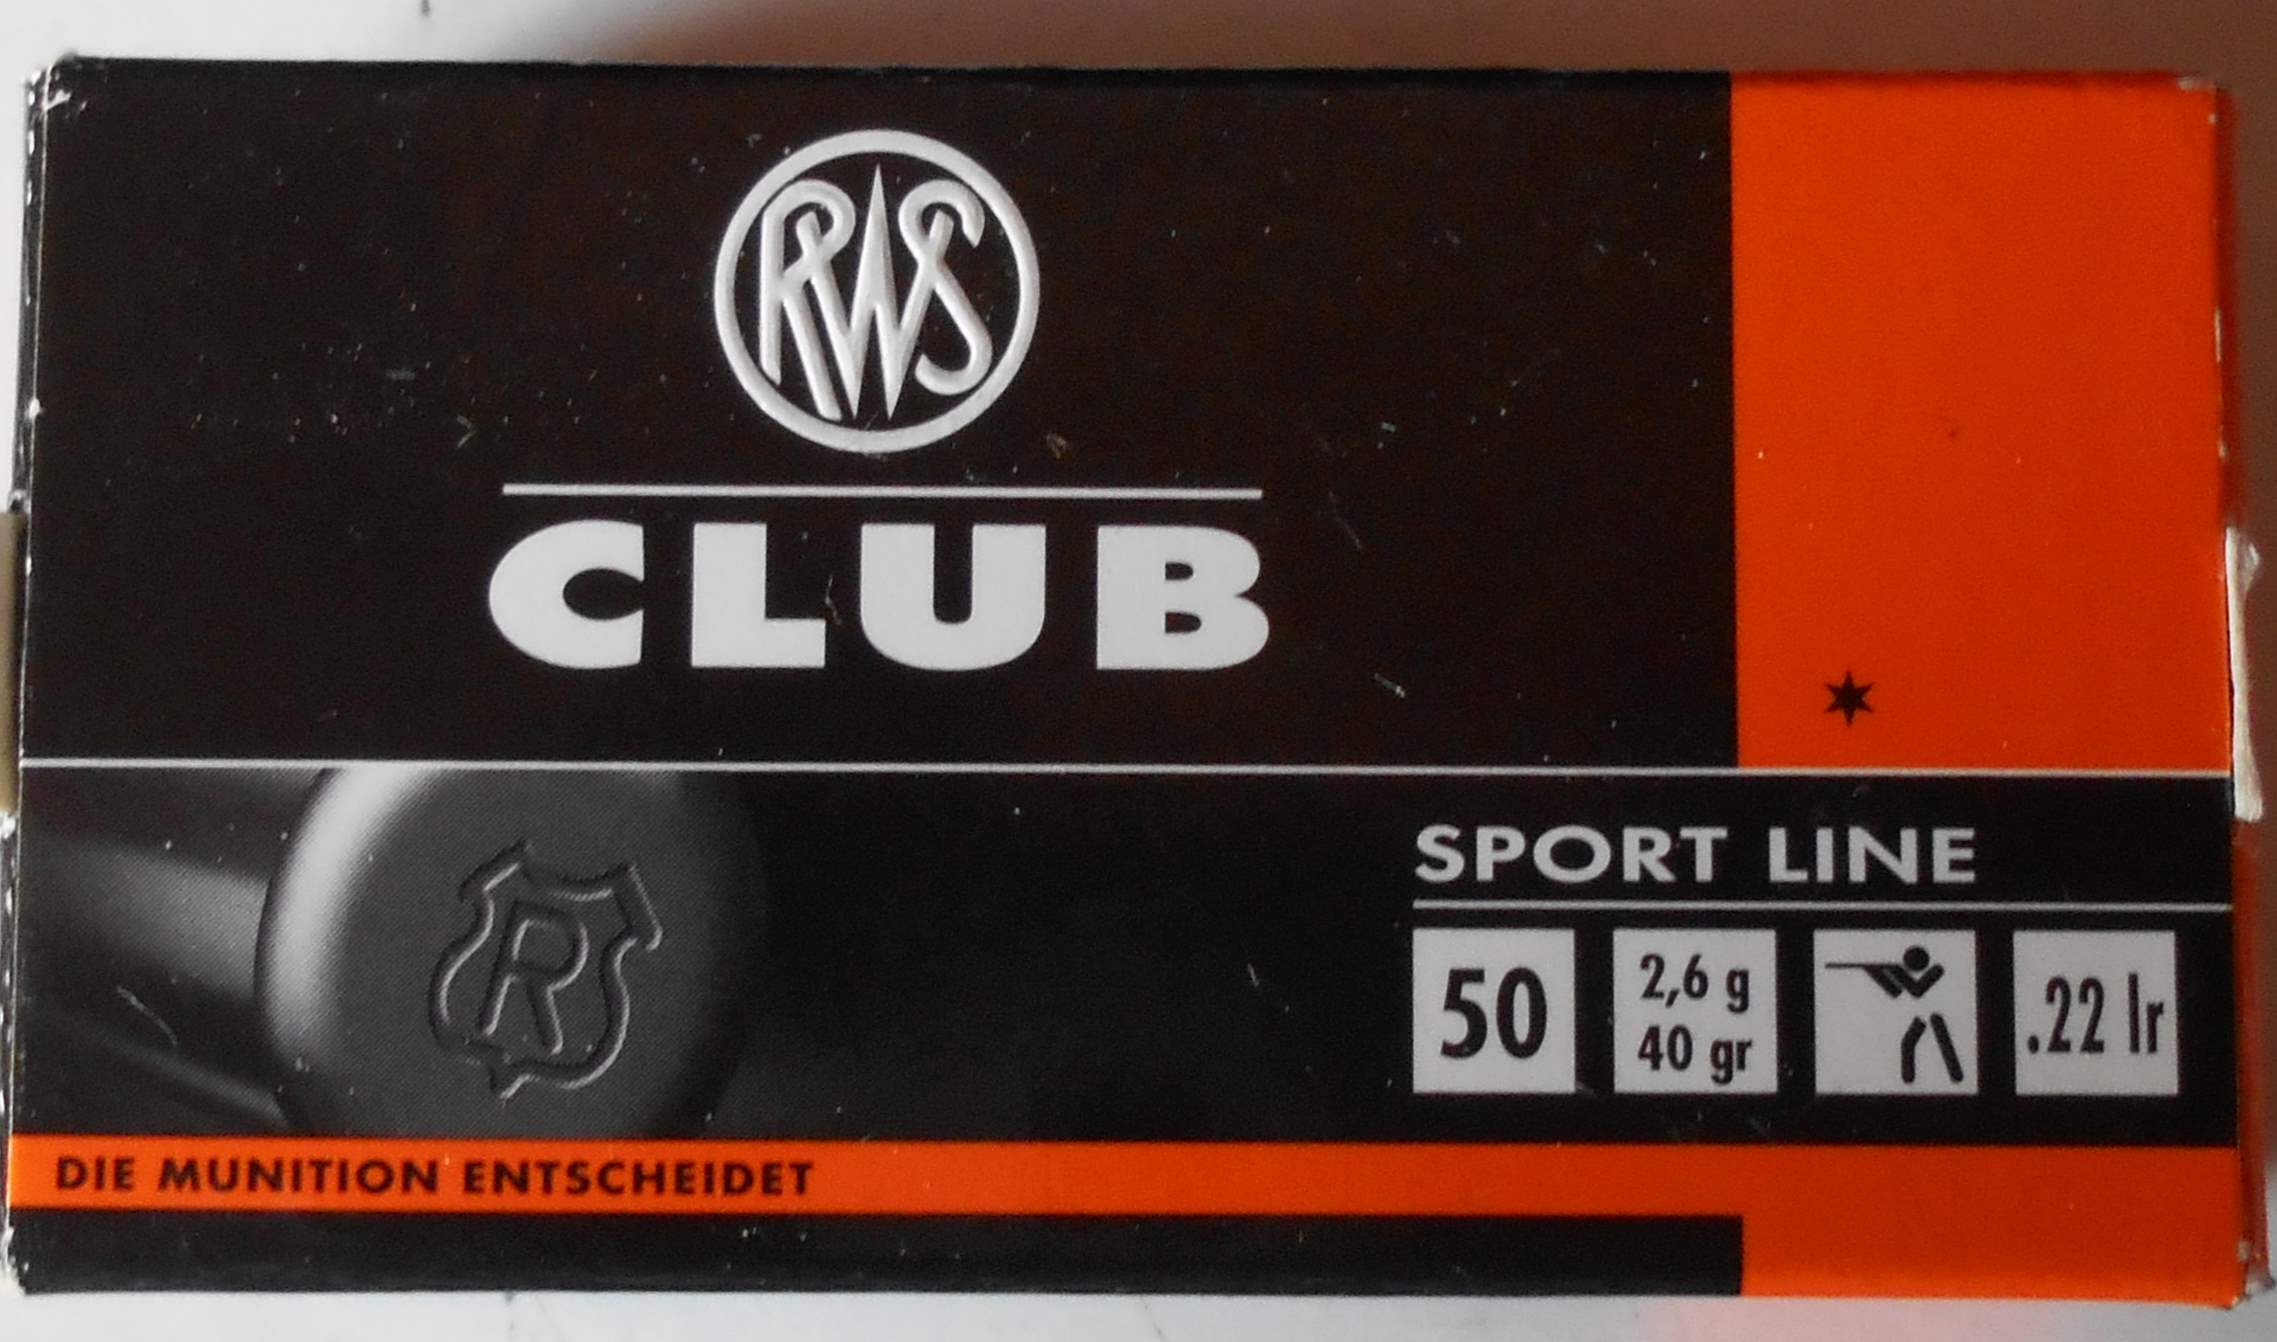 RWS
CLUB
SPORT LINE
50
2,6 g
40 gr
.22 lr
R
DIE MUNITION ENTSCHEIDET